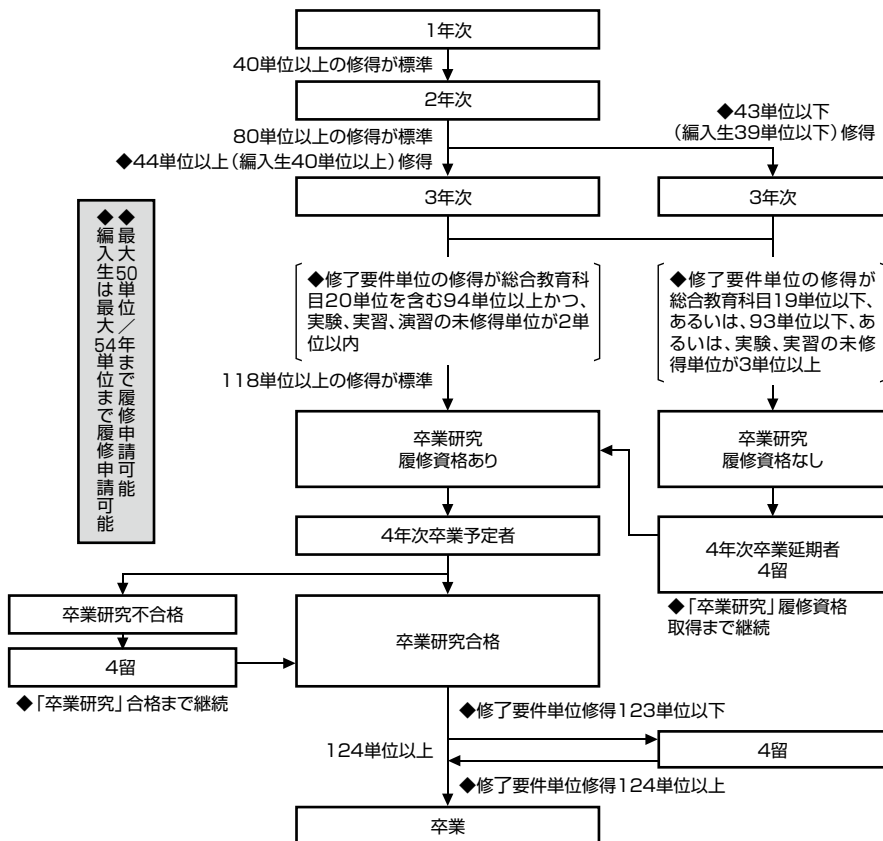 1年次
40単位以上の修得が標準
2年次
80単位以上の修得が標準
◆44単位以上（編入生40単位以上）修得
◆43単位以下
（編入生39単位以下）修得
3年次
3年次
◆最大50単位／年まで履修申請可能
◆編入生は最大54単位まで履修申請可能
◆修了要件単位の修得が総合教育科
目20単位を含む94単位以上かつ、
実験、実習、演習の未修得単位が2単
位以内
◆修了要件単位の修得が
総合教育科目19単位以下、
あるいは、93単位以下、あ
るいは、実験、実習の未修
得単位が3単位以上
118単位以上の修得が標準
卒業研究
履修資格あり
卒業研究
履修資格なし
4年次卒業予定者
4年次卒業延期者
4留
◆「卒業研究」履修資格
取得まで継続
卒業研究不合格
4留
◆「卒業研究」合格まで継続
卒業研究合格
◆修了要件単位修得123単位以下
124単位以上
4留
◆修了要件単位修得124単位以上
卒業